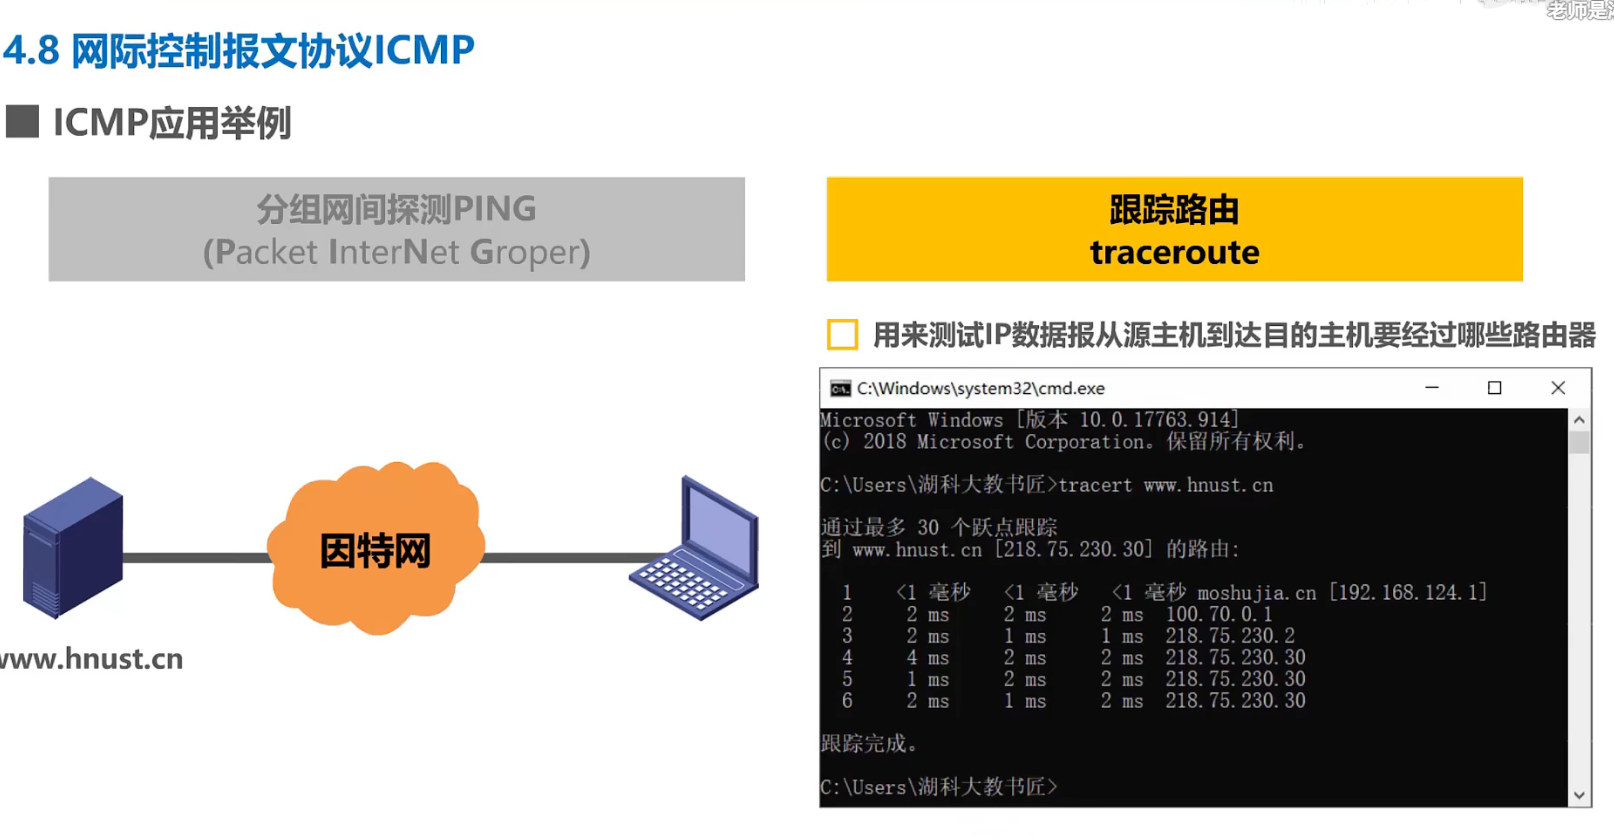 老师是
4.8 网际控制报文协议ICMP
ICMP应用举例
分组网间探测PING
(Packet InterNet Groper)
跟踪路由
traceroute
用来测试IP数据报从源主机到达目的主机要经过哪些路由器
C:\Windows\system32\cmd.exe
Microsoft Windows [版本 10.0.17763.914]
(c) 2018 Microsoft Corporation。保留所有权利。
C:\Users\湖科大教书匠>tracert www.hnust.cn
通过最多 30 个跃点跟踪
到 www.hnust.cn [218.75.230.30] 的路由:
1 <1 毫秒 <1 毫秒 <1 毫秒 moshujia.cn [192.168.124.1]
2 2 ms 2 ms 2 ms 100.70.0.1
3 2 ms 1 ms 1 ms 218.75.230.2
4 4 ms 2 ms 2 ms 218.75.230.30
5 1 ms 2 ms 2 ms 218.75.230.30
6 2 ms 1 ms 2 ms 218.75.230.30
跟踪完成。
C:\Users\湖科大教书匠>
因特网
www.hnust.cn